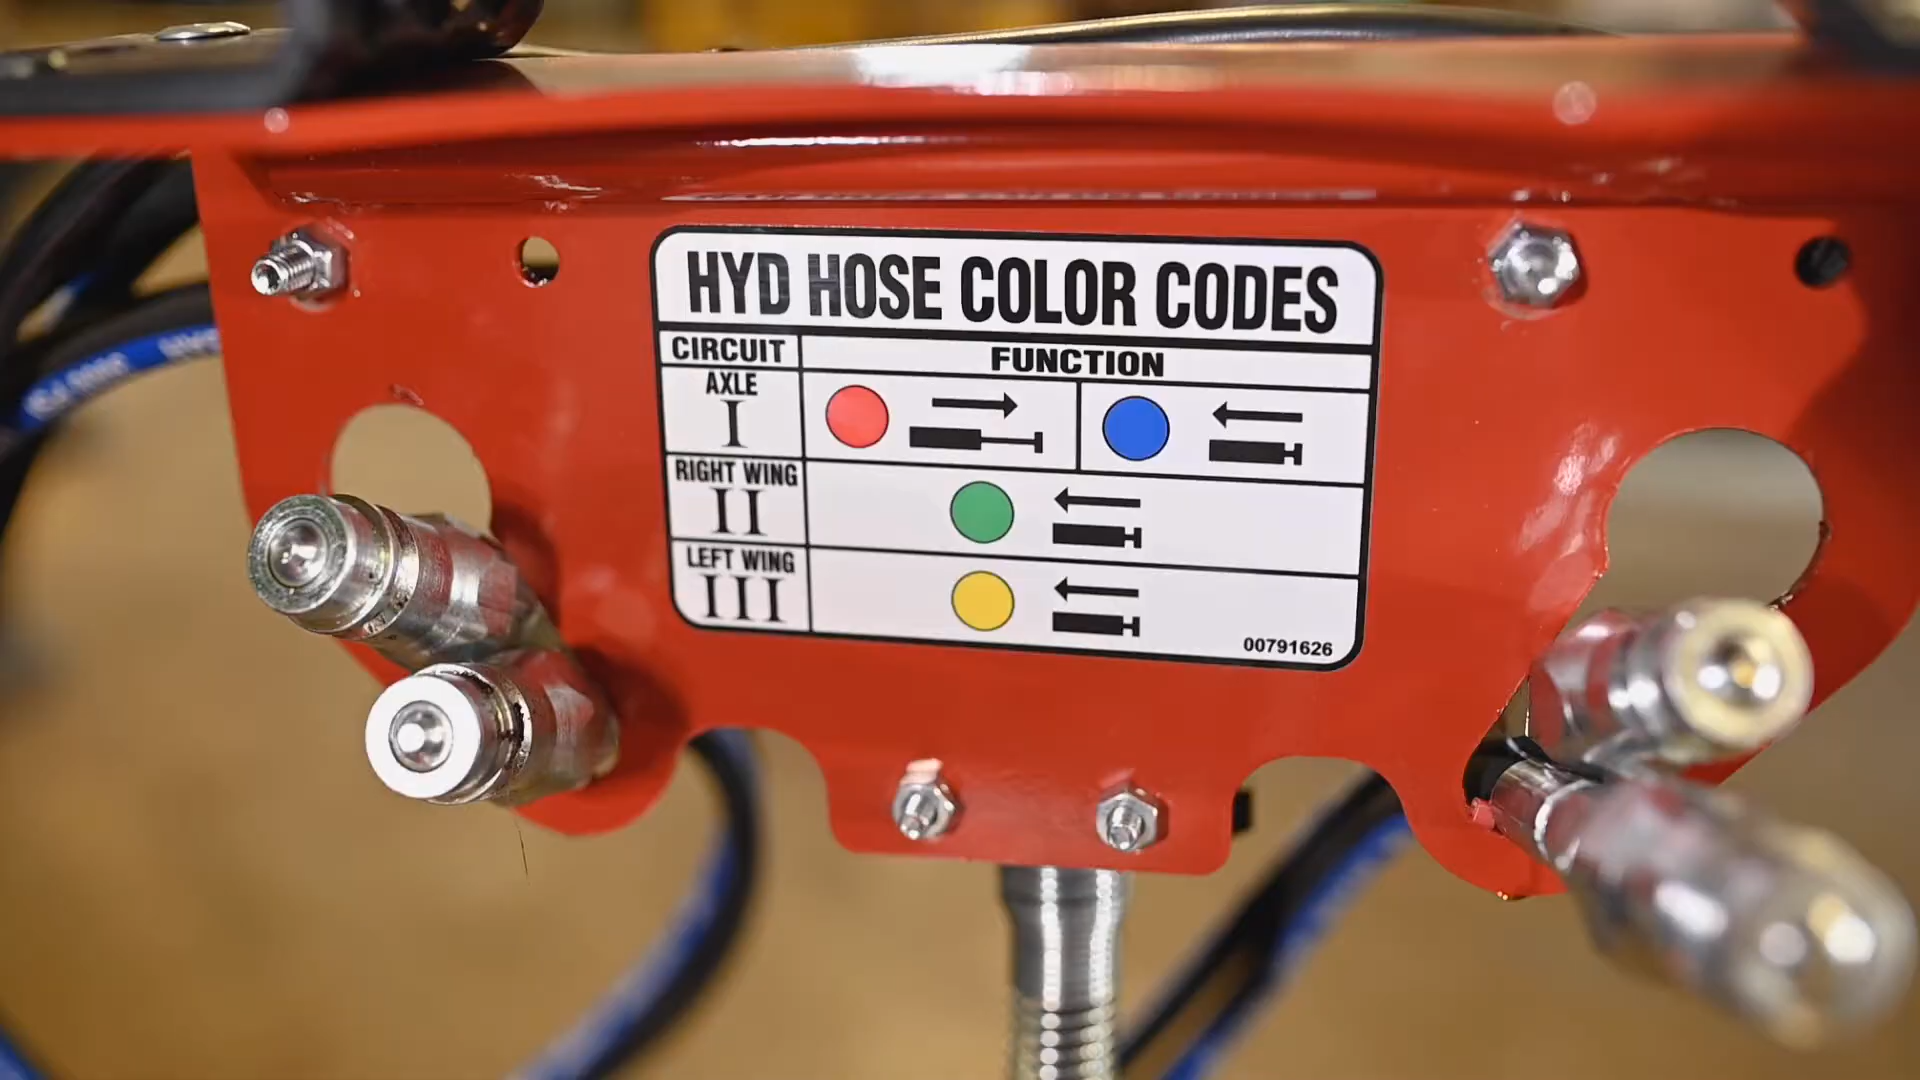 HYD HOSE COLOR CODES
CIRCUIT
FUNCTION
AXLE
I
RIGHT WING
II
LEFT WING
III
00791626